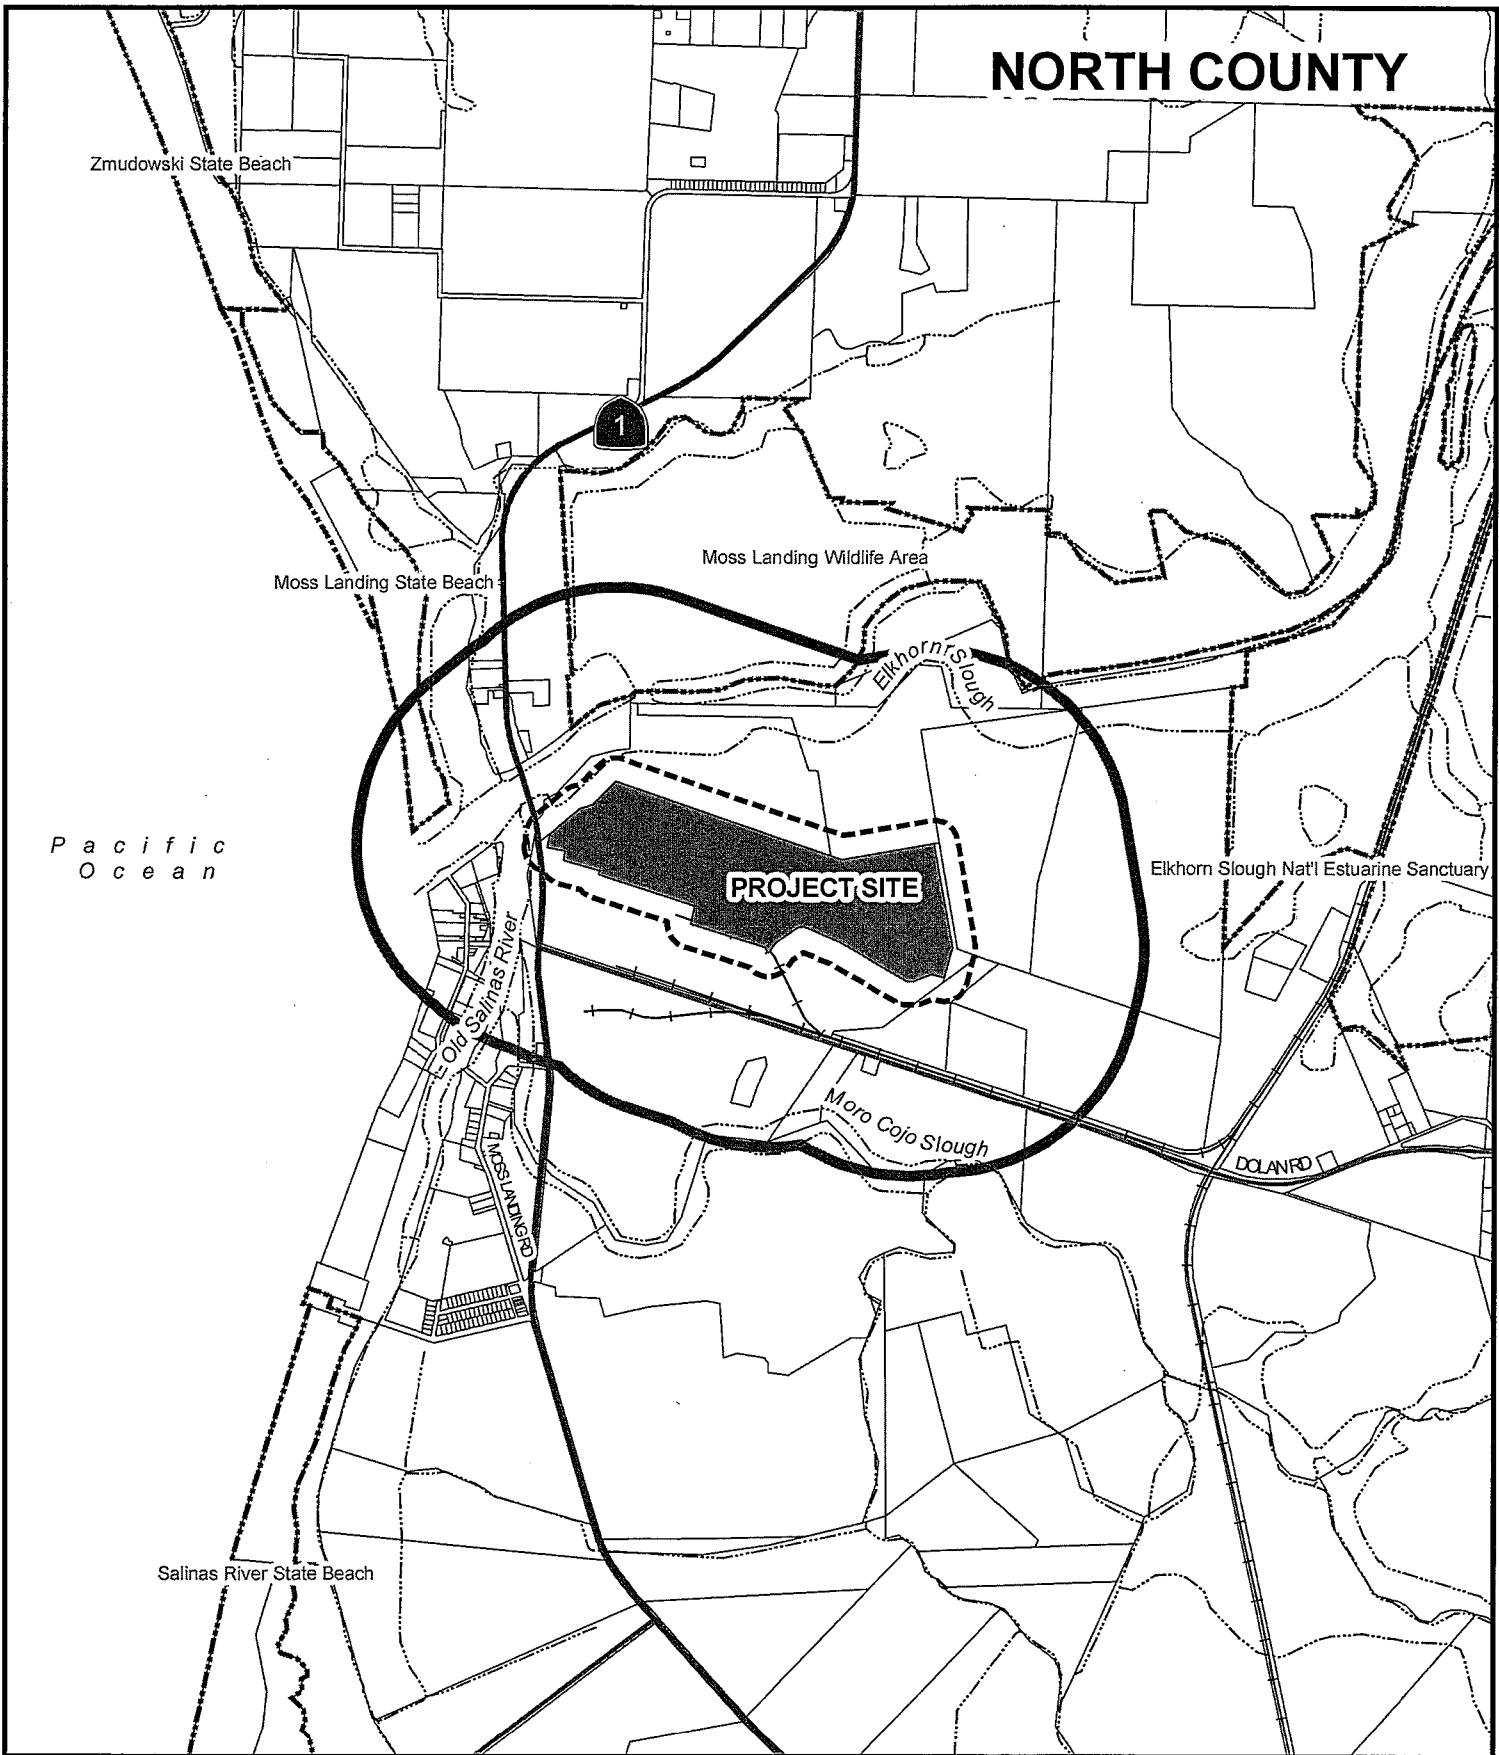 NORTH COUNTY
Zmudowski State Beach
1
Moss Landing Wildlife Area
Moss Landing State Beach
Elkhorn Slough
Pacific
Ocean
Elkhorn Slough Nat'l Estuarine Sanctuary
PROJECT SITE
Old Salinas River
Moro Cojo Slough
DOLAN RD
MOSS LANDING RD
Salinas River State Beach